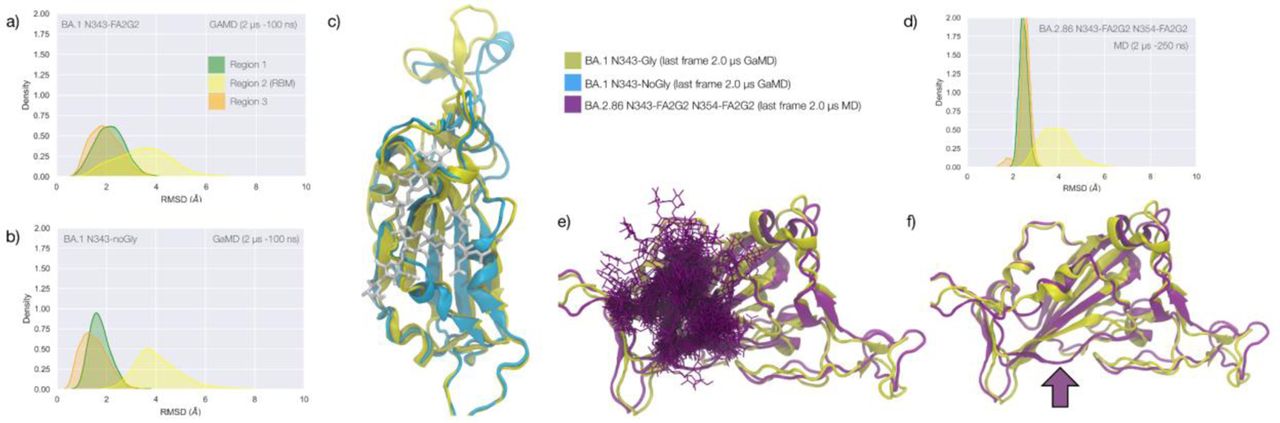 a)
2.00
1.75
1.50
1.25
1.00
0.75
0.50
0.25
0.00
Density
BA.1 N343-FA2G2
GAMD (2 µs -100 ns)
Region 1
Region 2 (RBM)
Region 3
0
2
4
6
8
10
RMSD (Å)
b)
2.00
1.75
1.50
1.25
1.00
0.75
0.50
0.25
0.00
Density
BA.1 N343-noGly
GaMD (2 µs -100 ns)
0
2
4
6
8
10
RMSD (Å)
c)
BA.1 N343-Gly (last frame 2.0 µs GaMD)
BA.1 N343-NoGly (last frame 2.0 µs GaMD)
BA.2.86 N343-FA2G2 N354-FA2G2 (last frame 2.0 µs MD)
d)
2.00
1.75
1.50
1.25
1.00
0.75
0.50
0.25
0.00
Density
BA.2.86 N343-FA2G2 N354-FA2G2
MD (2 µs -250 ns)
0
2
4
6
8
10
RMSD (Å)
e)
f)